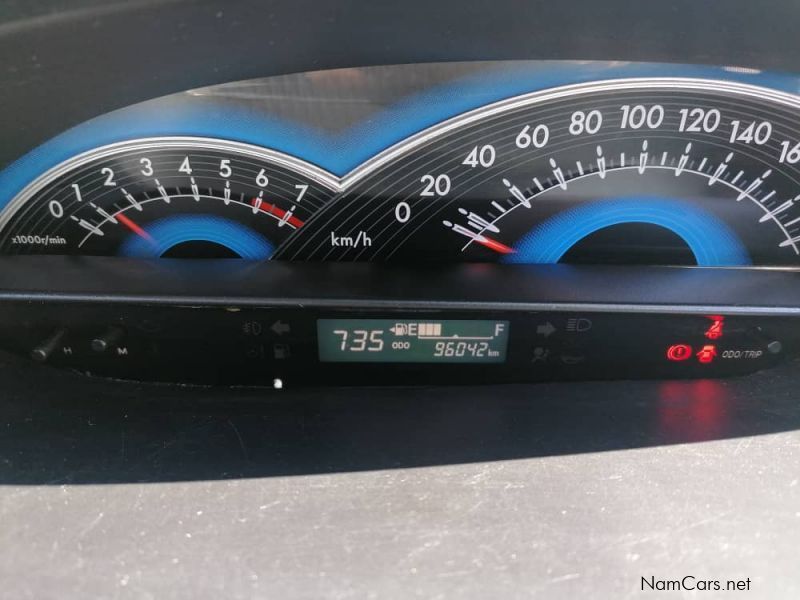 0 1 2 3 4 5 6 7
x1000r/min
0 20 40 60 80 100 120 140 16
km/h
H M
735 E F
ODO 96042 km
ODO/TRIP
NamCars.net